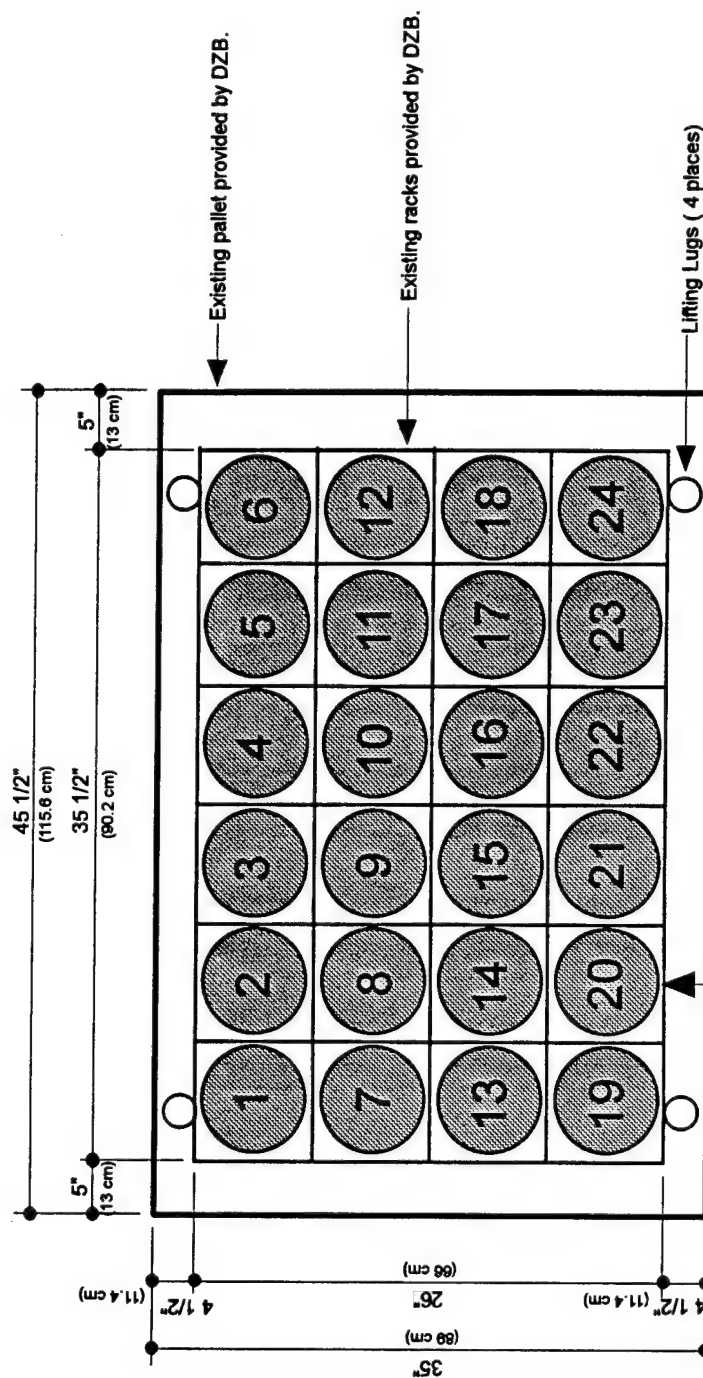 45 1/2"
(115.6 cm)
5"
(13 cm)
35 1/2"
(90.2 cm)
5"
(13 cm)
35"
(89 cm)
4 1/2"
(11.4 cm)
26"
(66 cm)
4 1/2"
(11.4 cm)
1 2 3 4 5 6
7 8 9 10 11 12
13 14 15 16 17 18
19 20 21 22 23 24
Existing pallet provided by DZB.
Existing racks provided by DZB.
Lifting Lugs ( 4 places)